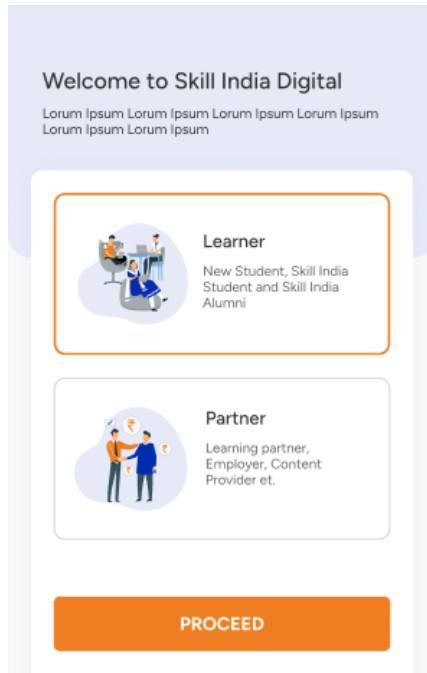 Welcome to Skill India Digital
Lorum Ipsum Lorum Ipsum Lorum Ipsum Lorum Ipsum
Lorum Ipsum Lorum Ipsum
Learner
New Student, Skill India
Student and Skill India
Alumni
Partner
Learning partner,
Employer, Content
Provider et.
PROCEED